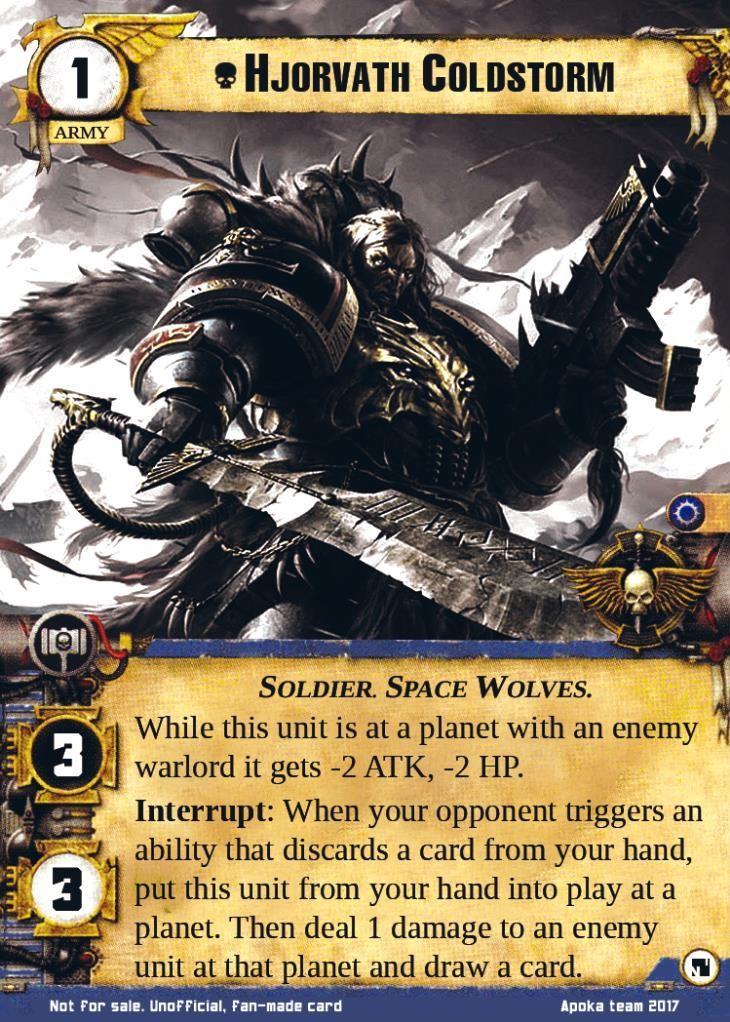 1
HJORVATH COLDSTORM
ARMY
SOLDIER. SPACE WOLVES.
3
While this unit is at a planet with an enemy
warlord it gets -2 ATK, -2 HP.
Interrupt: When your opponent triggers an
ability that discards a card from your hand,
3
put this unit from your hand into play at a
planet. Then deal 1 damage to an enemy
unit at that planet and draw a card.
Not for sale. Unofficial, fan-made card
Apoka team 2017